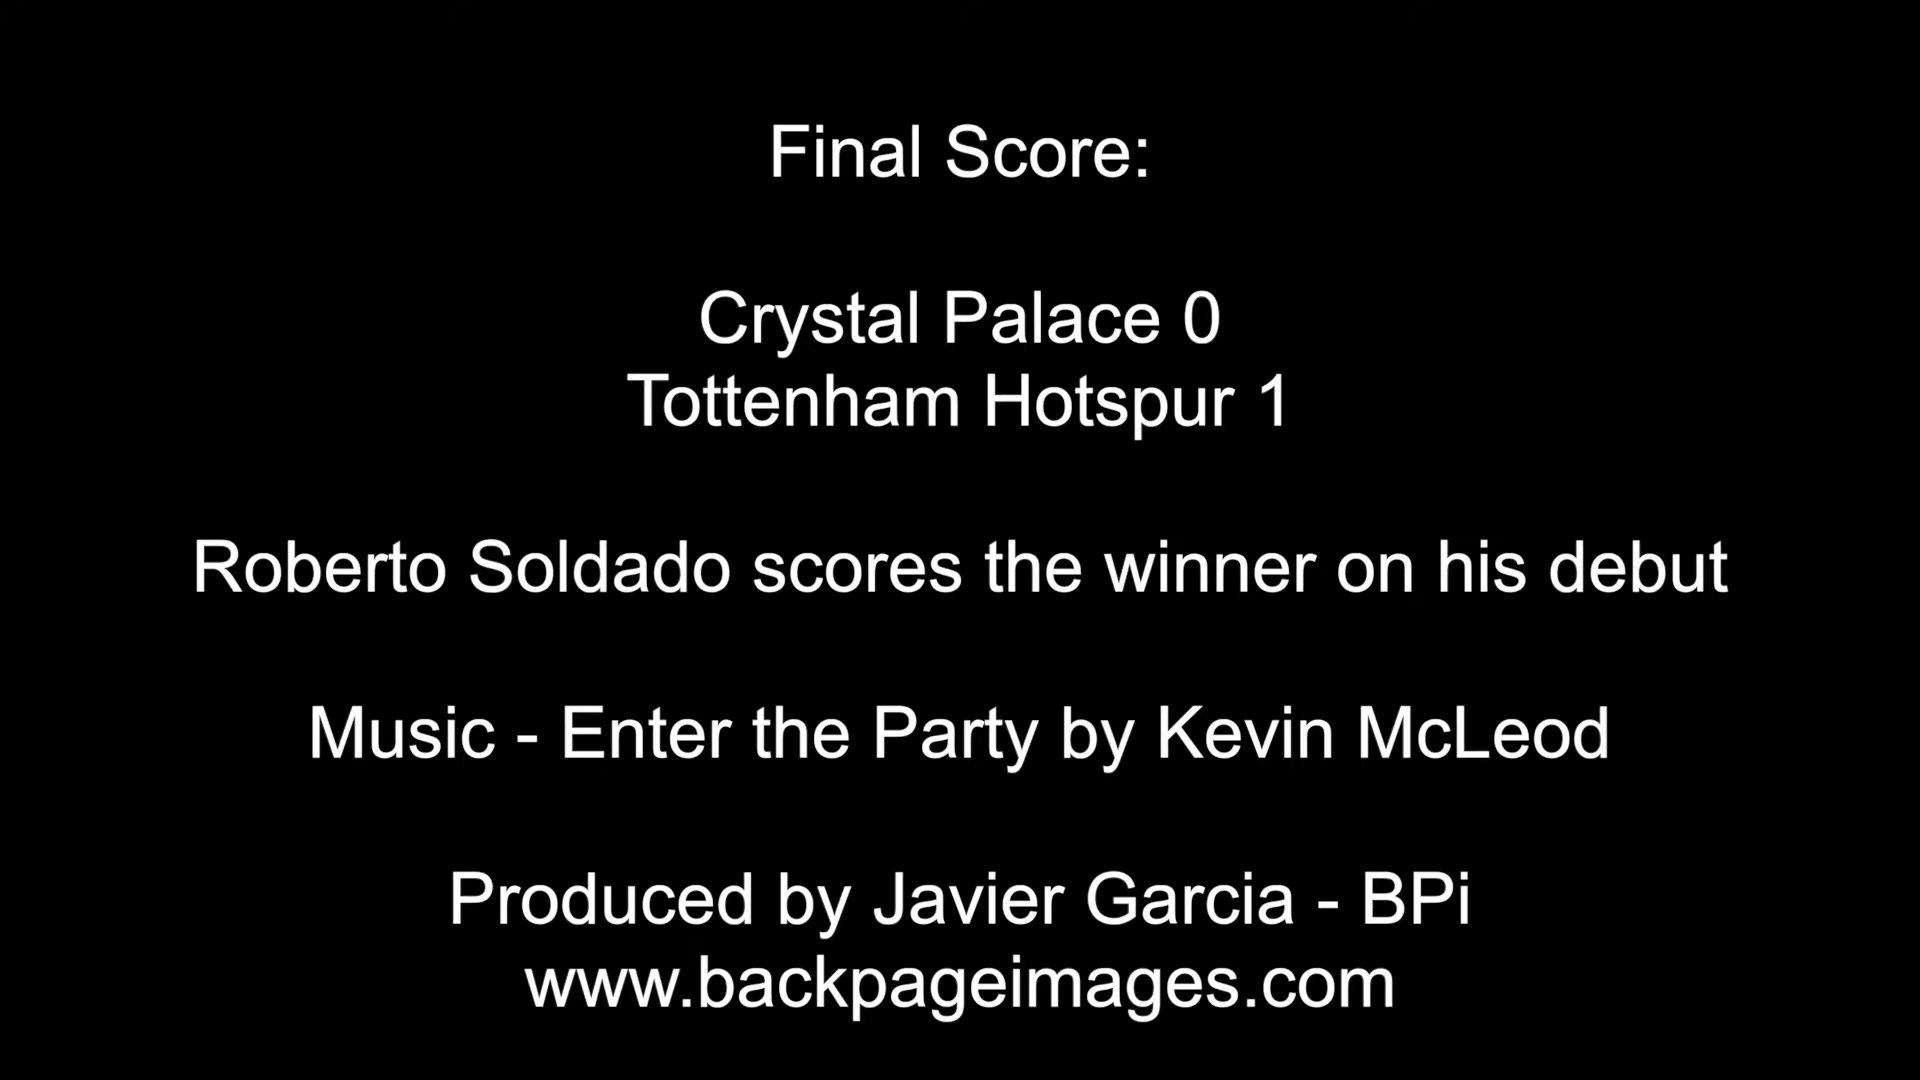 Final Score:
Crystal Palace 0
Tottenham Hotspur 1
Roberto Soldado scores the winner on his debut
Music - Enter the Party by Kevin McLeod
Produced by Javier Garcia - BPi
www.backpageimages.com